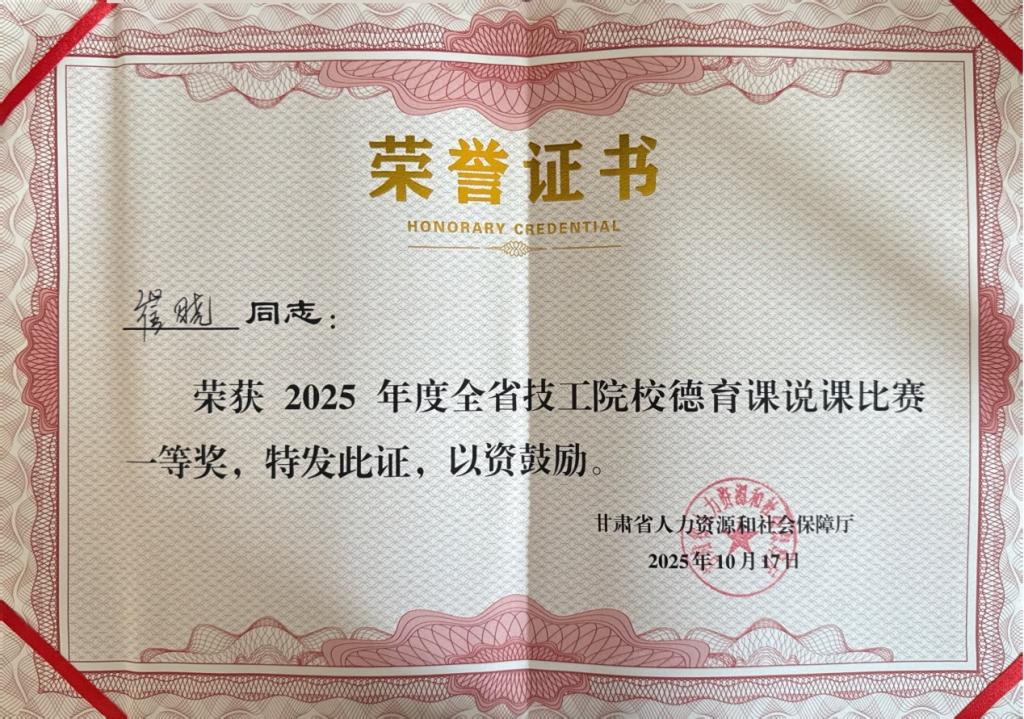 荣誉证书
HONORARY CREDENTIAL
崔晓 同志：
荣获 2025 年度全省技工院校德育课说课比赛
一等奖，特发此证，以资鼓励。
甘肃省人力资源和社会保障厅
2025年10月17日